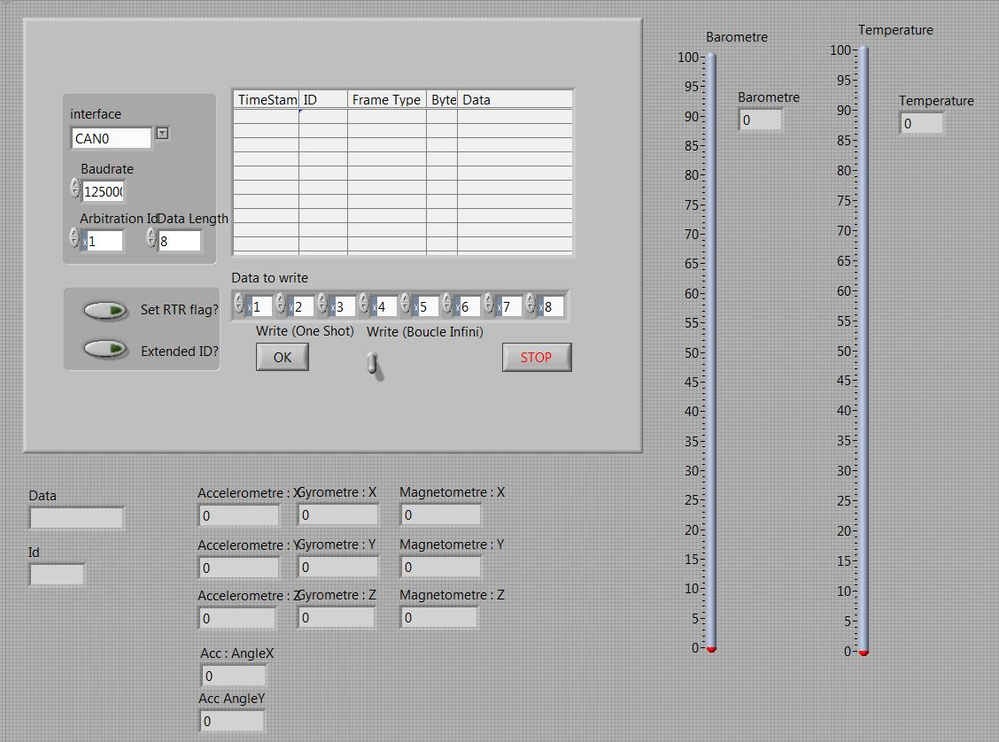 interface
CAN0
Baudrate
12500
Arbitration Id Data Length
x 1 8
Set RTR flag?
Extended ID?
TimeStam ID Frame Type Byte Data
Data to write
x 1 x 2 x 3 x 4 x 5 x 6 x 7 x 8
Write (One Shot) Write (Boucle Infini)
OK
STOP
Barometre
100
95
90
85
80
75
70
65
60
55
50
45
40
35
30
25
20
15
10
5
0
Barometre
0
Temperature
100
95
90
85
80
75
70
65
60
55
50
45
40
35
30
25
20
15
10
5
0
Temperature
0
Data
Id
Accelerometre : X Gyrometre : X Magnetometre : X
0 0 0
Accelerometre : Y Gyrometre : Y Magnetometre : Y
0 0 0
Accelerometre : Z Gyrometre : Z Magnetometre : Z
0 0 0
Acc : AngleX
0
Acc AngleY
0